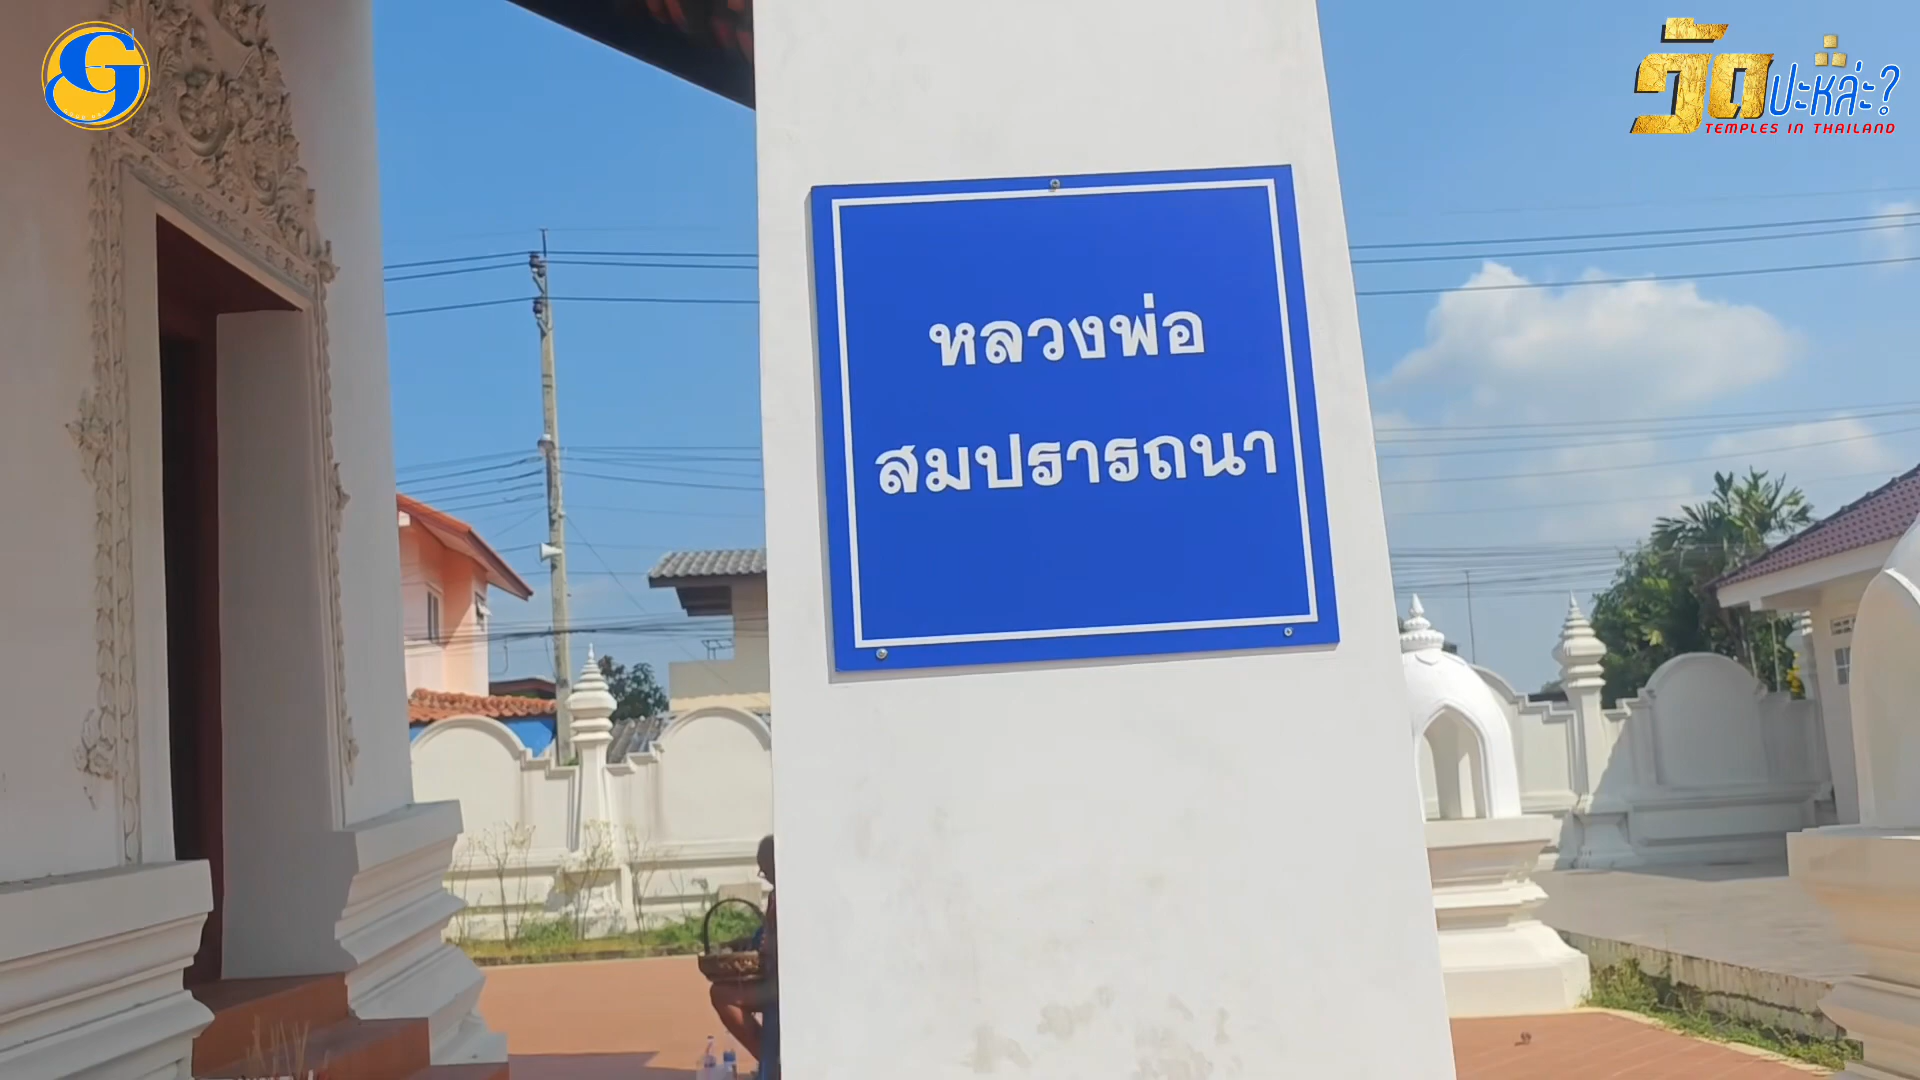 G
วัดปะหล่ะ?
TEMPLES IN THAILAND
หลวงพ่อ
สมปรารถนา